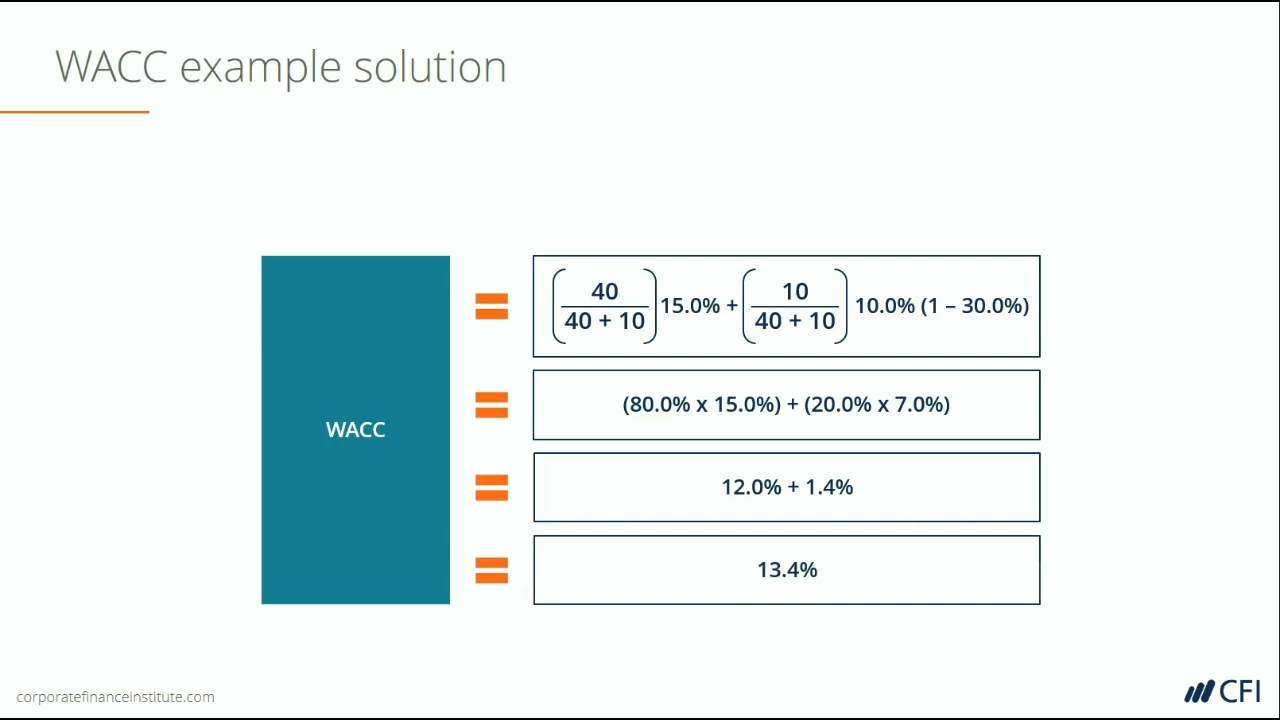 WACC example solution
WACC
= (40 / 40 + 10) 15.0% + (10 / 40 + 10) 10.0% (1 – 30.0%)
= (80.0% x 15.0%) + (20.0% x 7.0%)
= 12.0% + 1.4%
= 13.4%
corporatefinanceinstitute.com
CFI